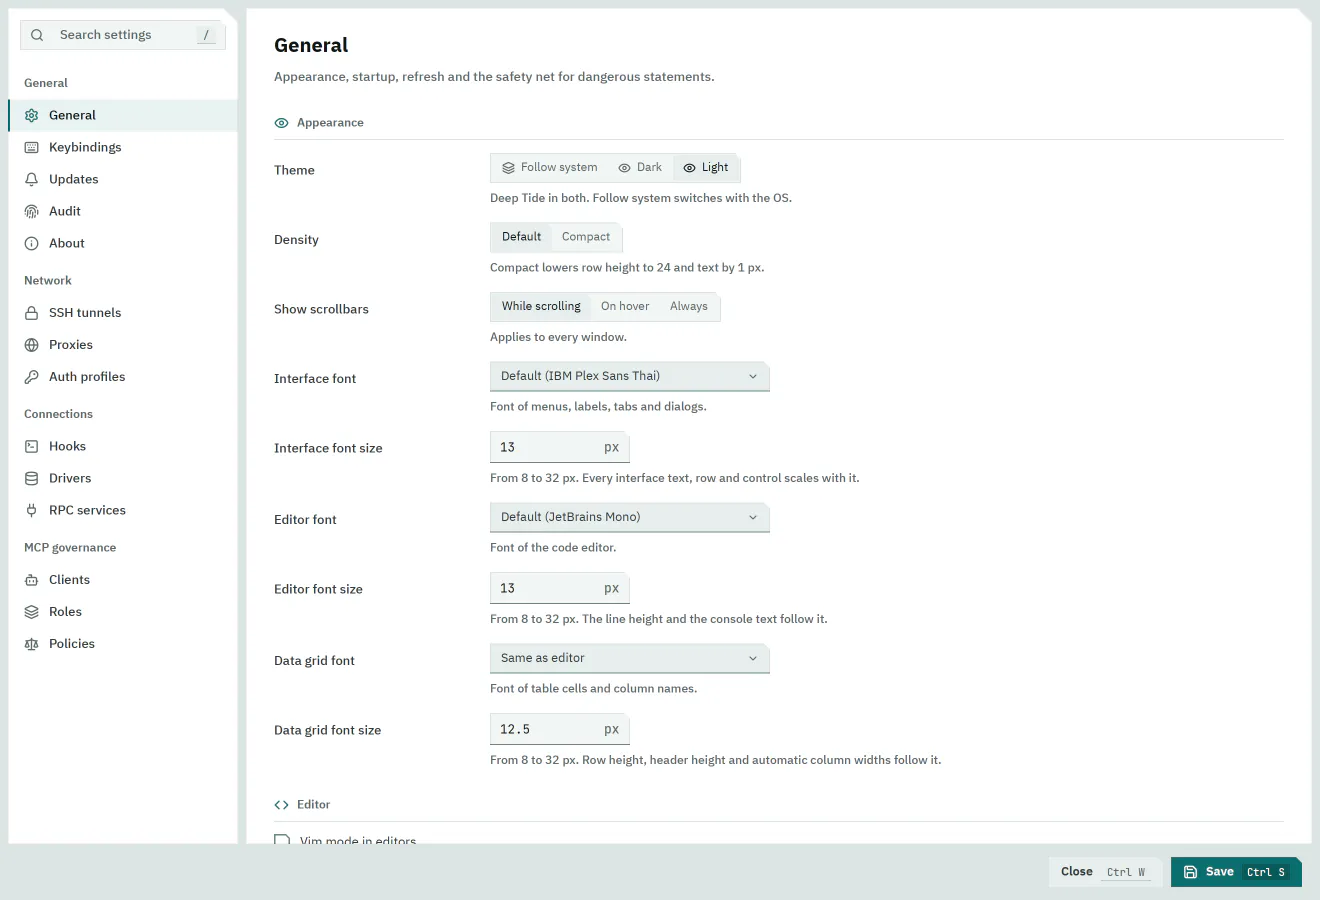 Search settings /
General
General
Keybindings
Updates
Audit
About
Network
SSH tunnels
Proxies
Auth profiles
Connections
Hooks
Drivers
RPC services
MCP governance
Clients
Roles
Policies
General
Appearance, startup, refresh and the safety net for dangerous statements.
Appearance
Theme
Follow system Dark Light
Deep Tide in both. Follow system switches with the OS.
Density
Default Compact
Compact lowers row height to 24 and text by 1 px.
Show scrollbars
While scrolling On hover Always
Applies to every window.
Interface font
Default (IBM Plex Sans Thai)
Font of menus, labels, tabs and dialogs.
Interface font size
13 px
From 8 to 32 px. Every interface text, row and control scales with it.
Editor font
Default (JetBrains Mono)
Font of the code editor.
Editor font size
13 px
From 8 to 32 px. The line height and the console text follow it.
Data grid font
Same as editor
Font of table cells and column names.
Data grid font size
12.5 px
From 8 to 32 px. Row height, header height and automatic column widths follow it.
Editor
Vim mode in editors
Close Ctrl W
Save Ctrl S